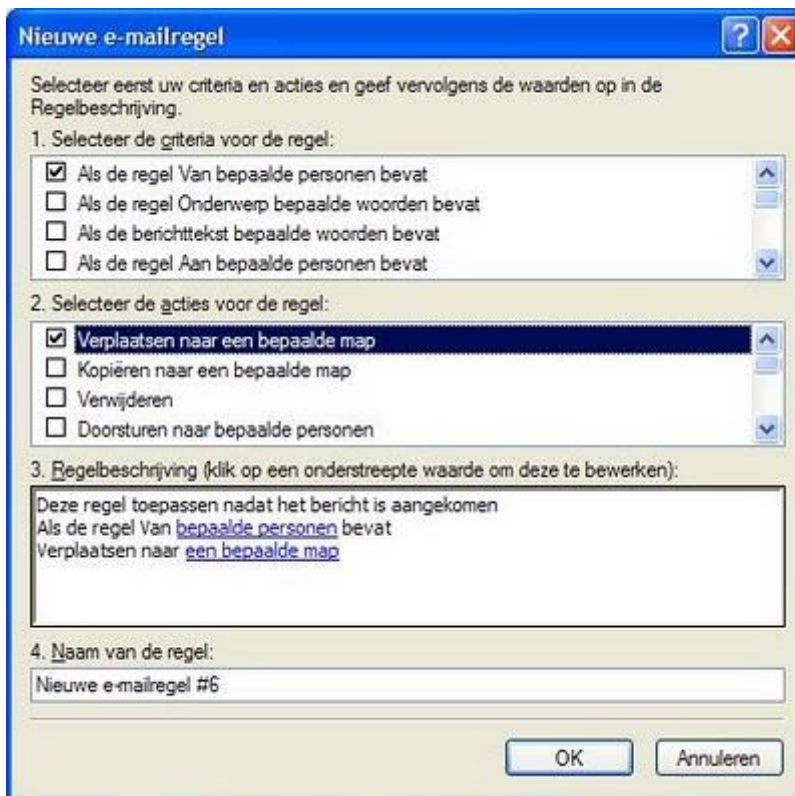 Nieuwe e-mailregel
Selecteer eerst uw criteria en acties en geef vervolgens de waarden op in de
Regelbeschrijving.
1. Selecteer de criteria voor de regel:
Als de regel Van bepaalde personen bevat
Als de regel Onderwerp bepaalde woorden bevat
Als de berichttekst bepaalde woorden bevat
Als de regel Aan bepaalde personen bevat
2. Selecteer de acties voor de regel:
Verplaatsen naar een bepaalde map
Kopiëren naar een bepaalde map
Verwijderen
Doorsturen naar bepaalde personen
3. Regelbeschrijving (klik op een onderstreepte waarde om deze te bewerken):
Deze regel toepassen nadat het bericht is aangekomen
Als de regel Van bepaalde personen bevat
Verplaatsen naar een bepaalde map
4. Naam van de regel:
Nieuwe e-mailregel #6
OK Annuleren